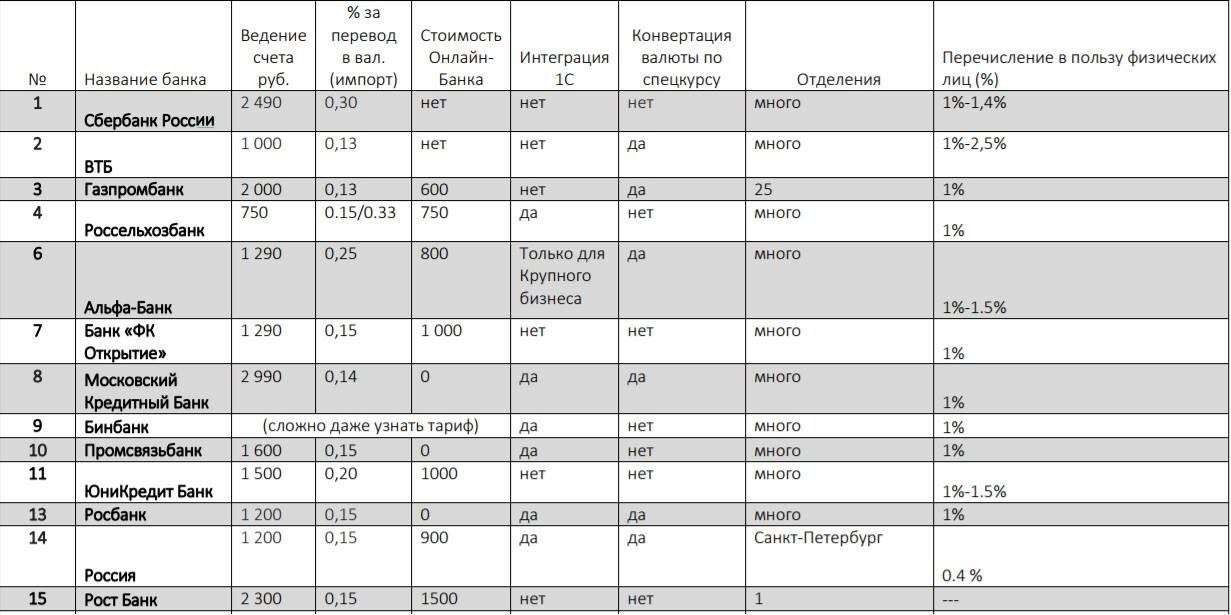 № Название банка Ведение счета руб. % за перевод в вал. (импорт) Стоимость Онлайн-Банка Интеграция 1С Конвертация валюты по спецкурсу Отделения Перечисление в пользу физических лиц (%)
1 Сбербанк России 2 490 0,30 нет нет нет много 1%-1,4%
2 ВТБ 1 000 0,13 нет нет да много 1%-2,5%
3 Газпромбанк 2 000 0,13 600 нет да 25 1%
4 Россельхозбанк 750 0.15/0.33 750 да нет много 1%
6 Альфа-Банк 1 290 0,25 800 Только для Крупного бизнеса да много 1%-1.5%
7 Банк «ФК Открытие» 1 290 0,15 1 000 нет нет много 1%
8 Московский Кредитный Банк 2 990 0,14 0 да да много 1%
9 Бинбанк (сложно даже узнать тариф) да нет много 1%
10 Промсвязьбанк 1 600 0,15 0 да нет много 1%
11 ЮниКредит Банк 1 500 0,20 1000 нет нет много 1%-1.5%
13 Росбанк 1 200 0,15 0 да да много 1%
14 Россия 1 200 0,15 900 да да Санкт-Петербург 0.4 %
15 Рост Банк 2 300 0,15 1500 нет нет 1 ---